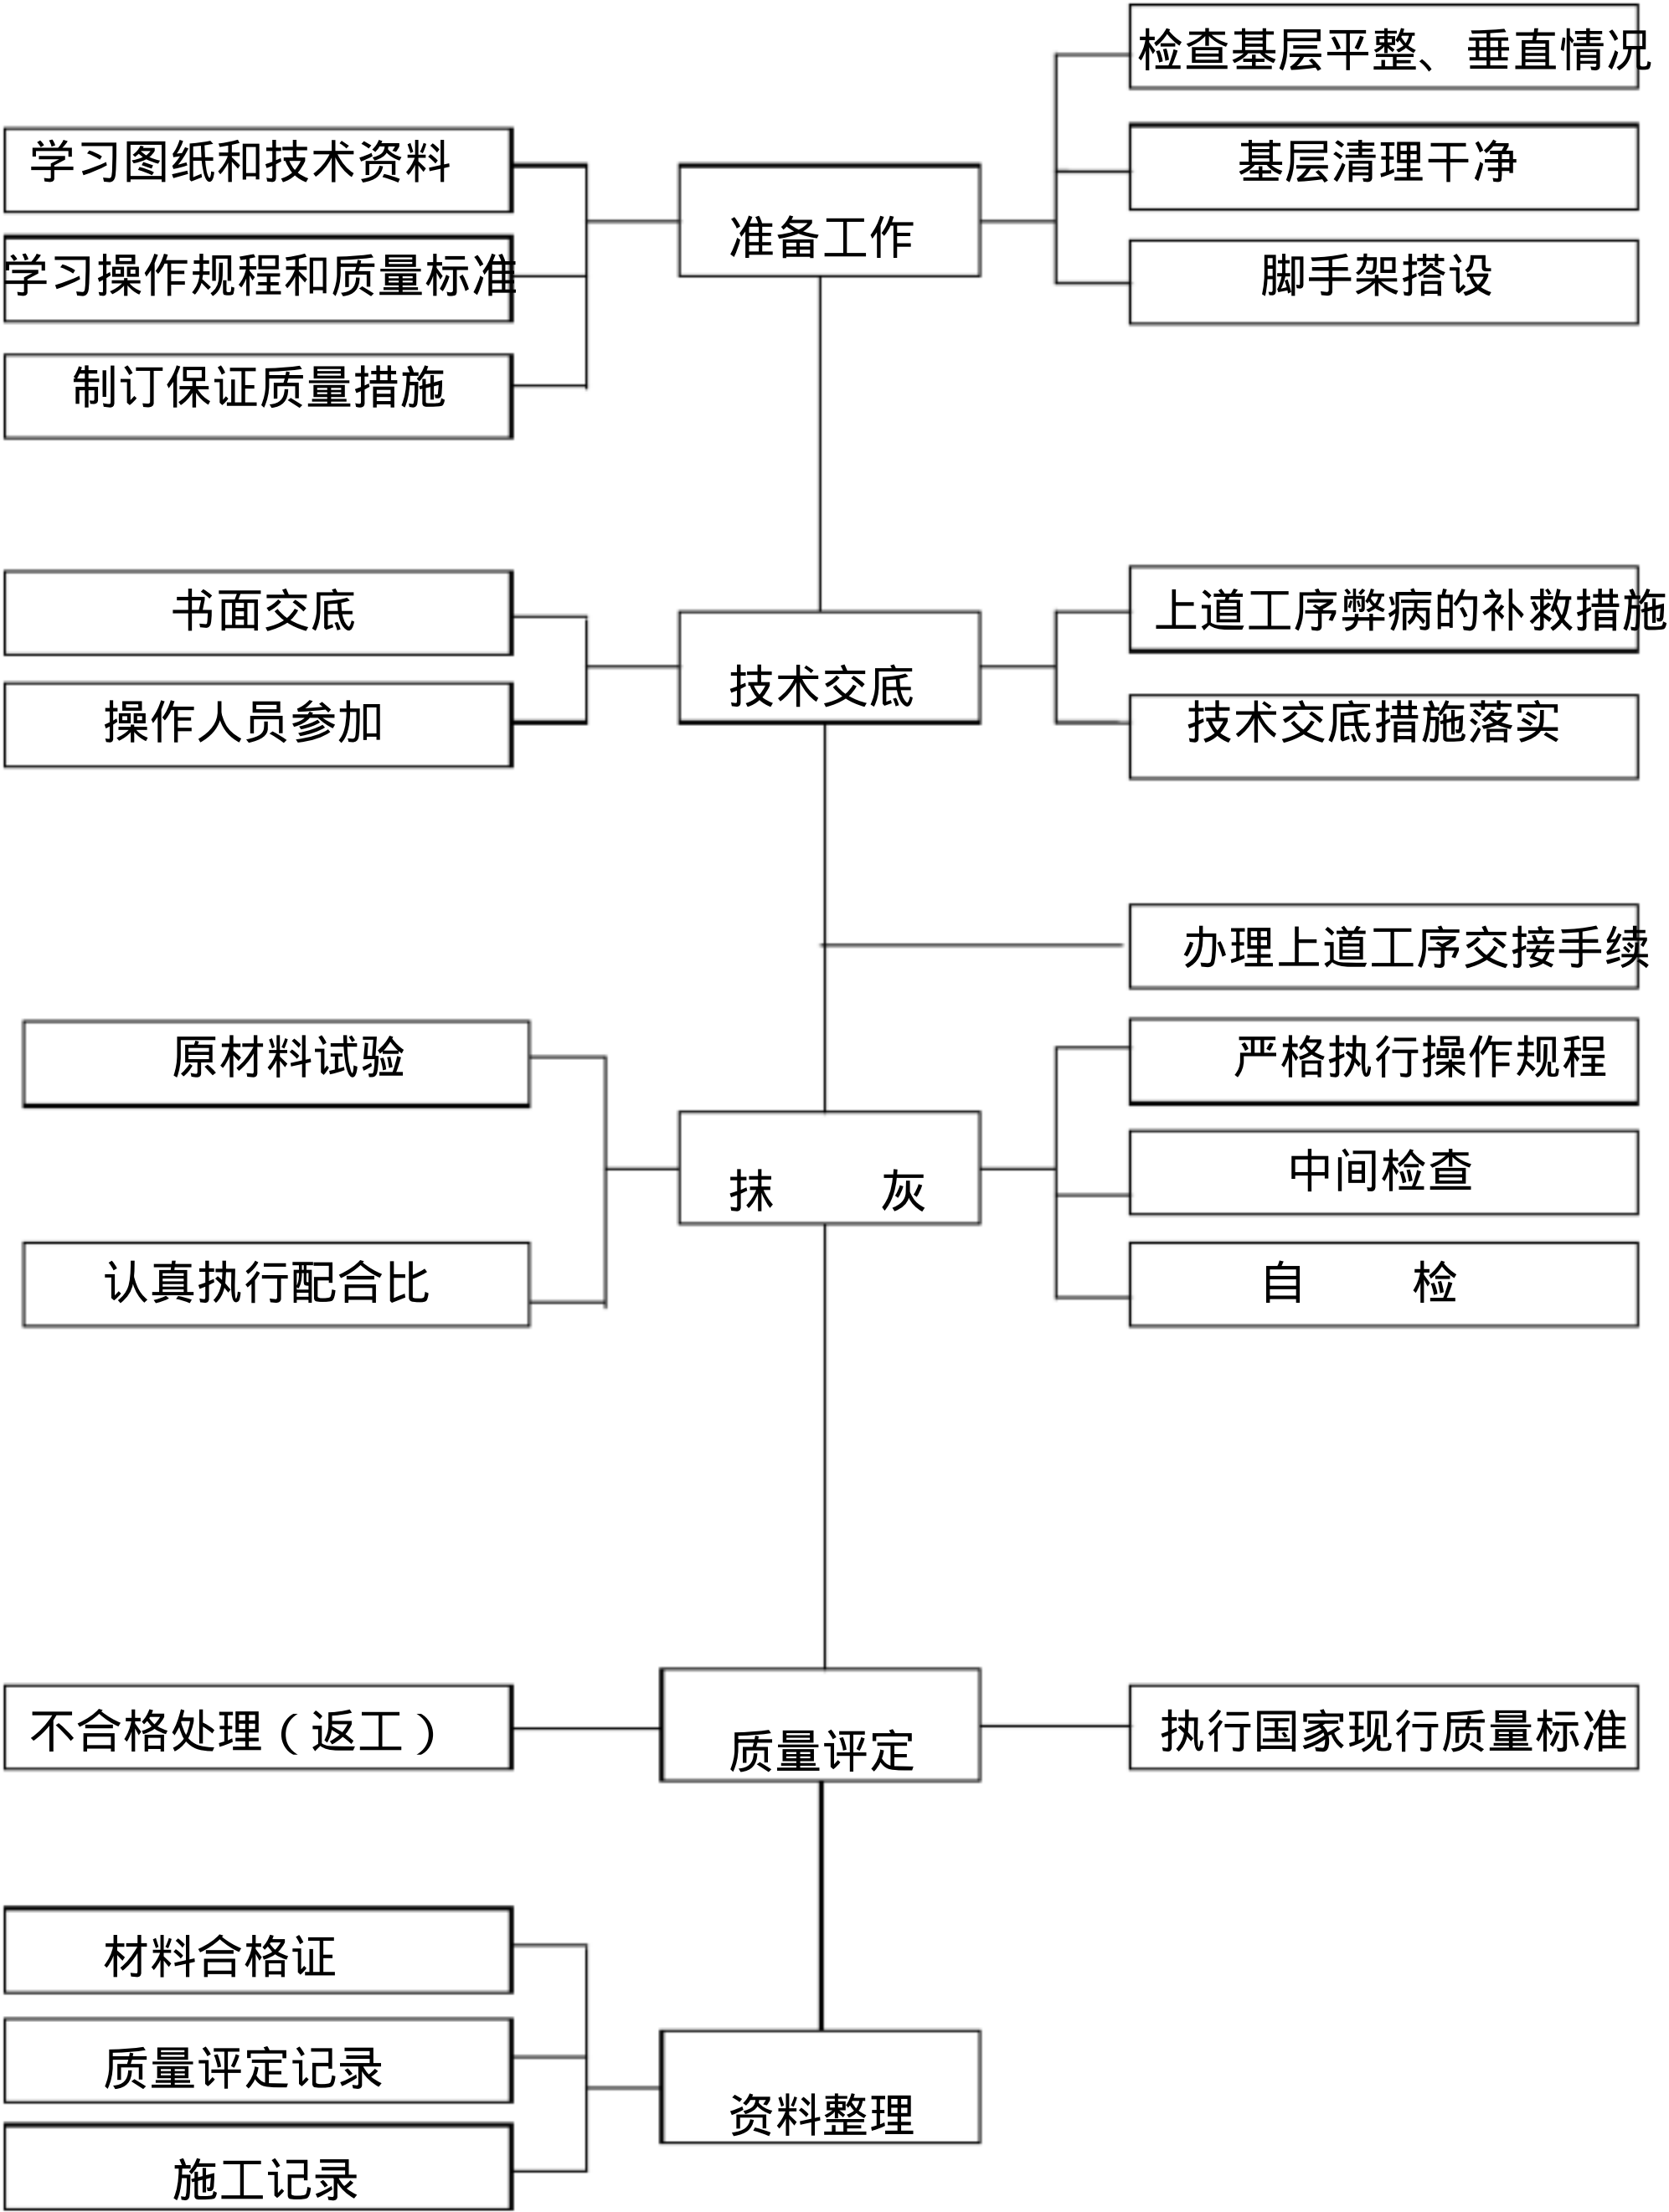 检查基层平整、垂直情况
学习图纸和技术资料
基层清理干净
准备工作
学习操作规程和质量标准
脚手架搭设
制订保证质量措施
书面交底
上道工序弊病的补救措施
技术交底
操作人员参加
技术交底措施落实
办理上道工序交接手续
原材料试验
严格执行操作规程
中间检查
抹 灰
认真执行配合比
自 检
不合格处理（返工）
质量评定
执行国家现行质量标准
材料合格证
质量评定记录
资料整理
施工记录